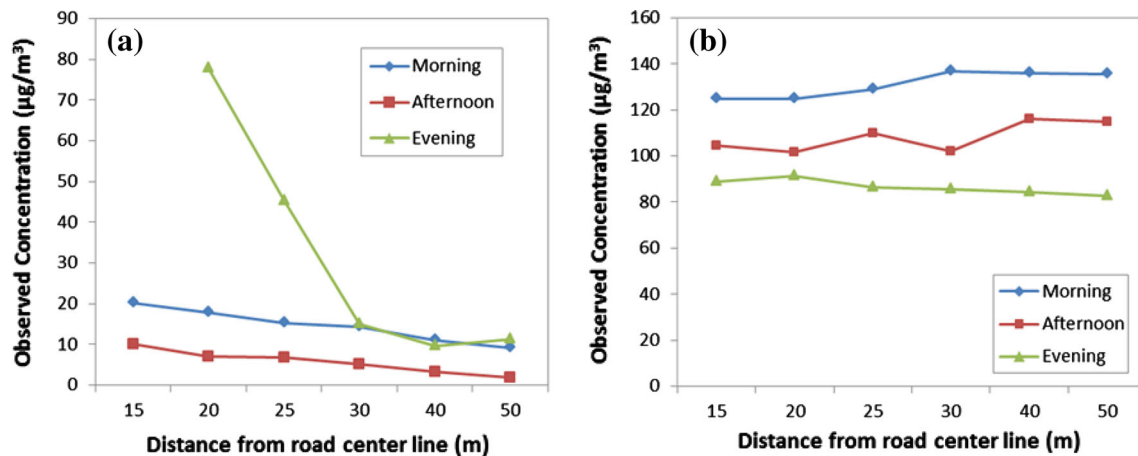 (a)
Observed Concentration (µg/m³)
90
80
70
60
50
40
30
20
10
0
Morning
Afternoon
Evening
15 20 25 30 40 50
Distance from road center line (m)
(b)
Observed Concentration (µg/m³)
160
140
120
100
80
60
40
20
0
Morning
Afternoon
Evening
15 20 25 30 40 50
Distance from road center line (m)